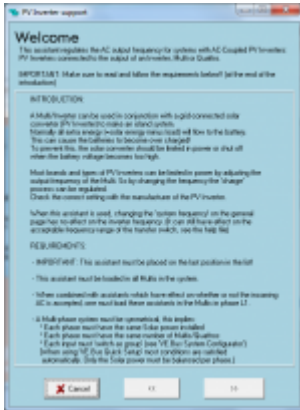 PV Inverter support
Welcome
This assistant regulates the AC output frequency for systems with AC Coupled PV Inverters:
PV Inverters connected to the output of an inverter, Multi or Quattro.
IMPORTANT: Make sure to read and follow the requirements below!! (at the end of the
introduction)
INTRODUCTION:
A Multi/Inverter can be used in conjunction with a grid connected solar
converter (PV Inverter) to make an island system.
Normally all extra energy (=solar energy minus load) will flow to the battery.
This can cause the batteries to become over charged!
To prevent this, the solar converter should be limited in power or shut off
when the battery voltage becomes too high.
Most brands and types of PV Inverters can be limited in power by adjusting the
output frequency of the Multi. So by changing the frequency the "charge"
process can be regulated.
Check the correct setting with the manufacturer of the PV Inverter.
When this assistant is used, changing the "system frequency" on the general
page has no effect on the inverter frequency. (it can still have effect on the
acceptable frequency range of the transfer switch, see the help file)
REQUIREMENTS:
- IMPORTANT: This assistant must be placed on the last position in the list!
- This assistant must be loaded in all Multis in the system.
- When combined with assistants which have effect on whether or not the incoming
AC is accepted, one must load these assistants in the Multis in phase L1.
- A Multi phase system must be symmetrical, this implies:
* Each phase must have the same Solar power installed
* Each phase must have the same number of Multis/Quattros
* Each input must 'switch as group' (see 'VE.Bus System Configurator')
(when using 'VE.Bus Quick Setup' most conditions are satisfied
automatically. Only the Solar power must be balanced per phase.)
Cancel
<<
>>